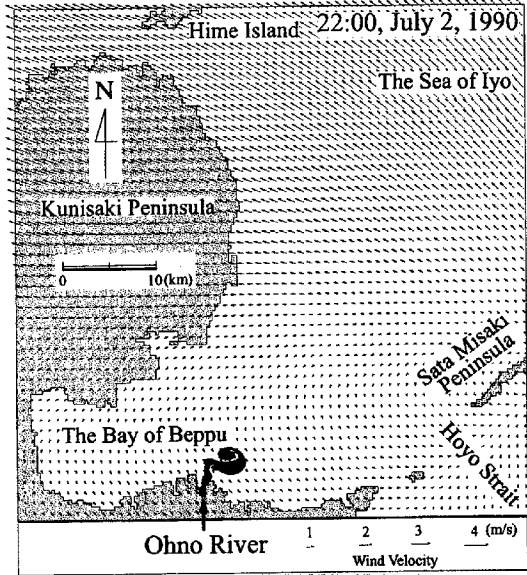 Hime Island
22:00, July 2, 1990
The Sea of Iyo
N
Kunisaki Peninsula
0 10(km)
Sata Misaki
Peninsula
The Bay of Beppu
Hoyo Strait
Ohno River
1 2 3 4 (m/s)
Wind Velocity